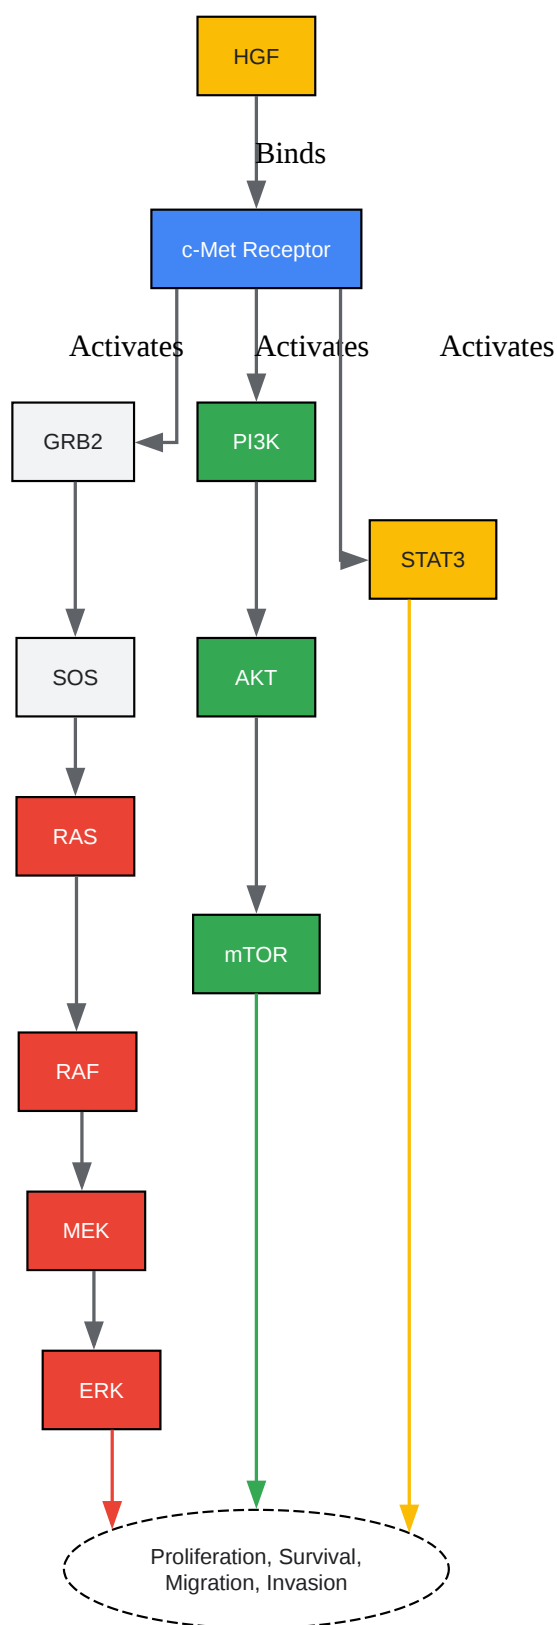 HGF
Binds
c-Met Receptor
Activates
Activates
Activates
GRB2
PI3K
STAT3
SOS
AKT
RAS
mTOR
RAF
MEK
ERK
Proliferation, Survival,
Migration, Invasion